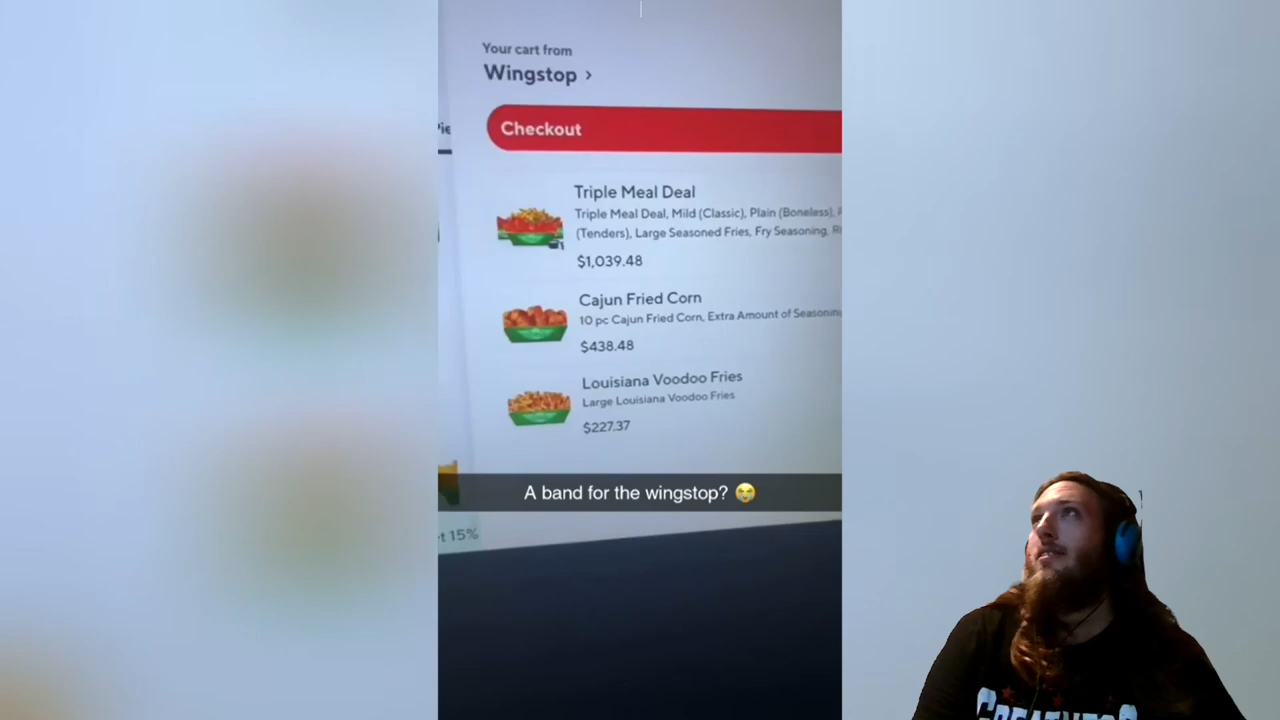 Your cart from
Wingstop >
Checkout
Triple Meal Deal
Triple Meal Deal, Mild (Classic), Plain (Boneless),
(Tenders), Large Seasoned Fries, Fry Seasoning,
$1,039.48
Cajun Fried Corn
10 pc Cajun Fried Corn, Extra Amount of Seasoning
$438.48
Louisiana Voodoo Fries
Large Louisiana Voodoo Fries
$227.37
A band for the wingstop? 😭
15%